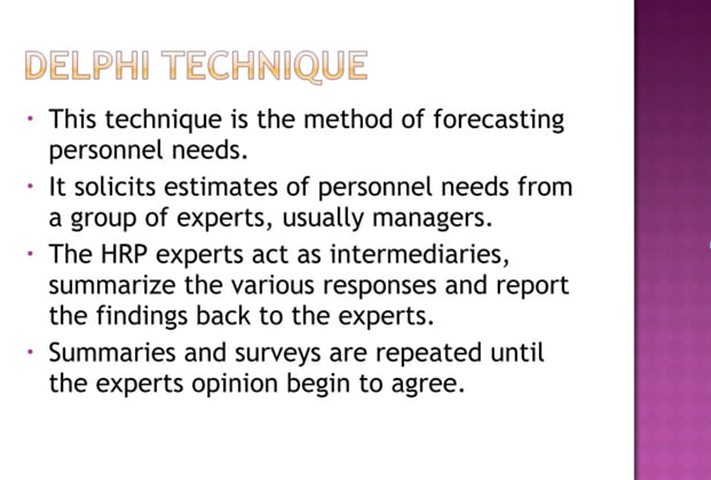 DELPHI TECHNIQUE
• This technique is the method of forecasting
personnel needs.
• It solicits estimates of personnel needs from
a group of experts, usually managers.
• The HRP experts act as intermediaries,
summarize the various responses and report
the findings back to the experts.
• Summaries and surveys are repeated until
the experts opinion begin to agree.